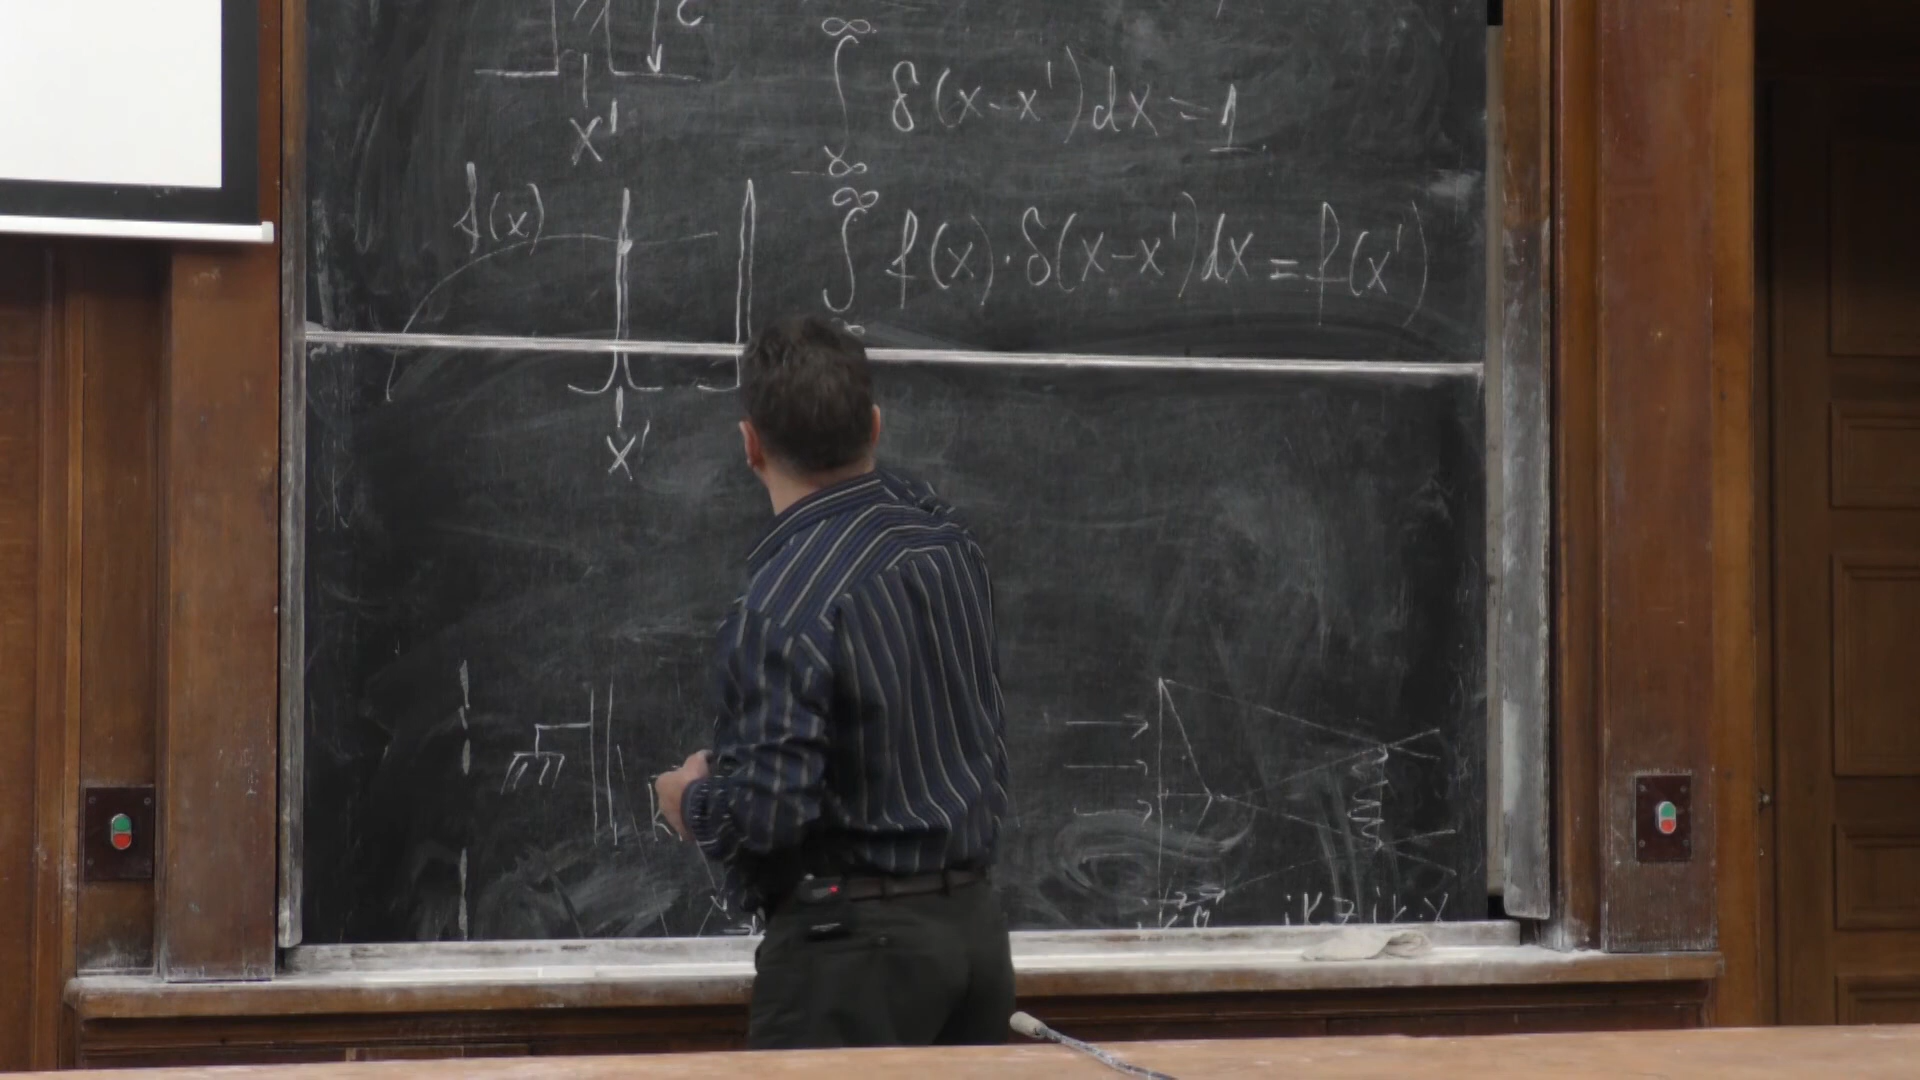 x'
∞
∫ δ(x-x')dx = 1.
-∞
f(x)
∞
∫ f(x)·δ(x-x')dx = f(x')
x'